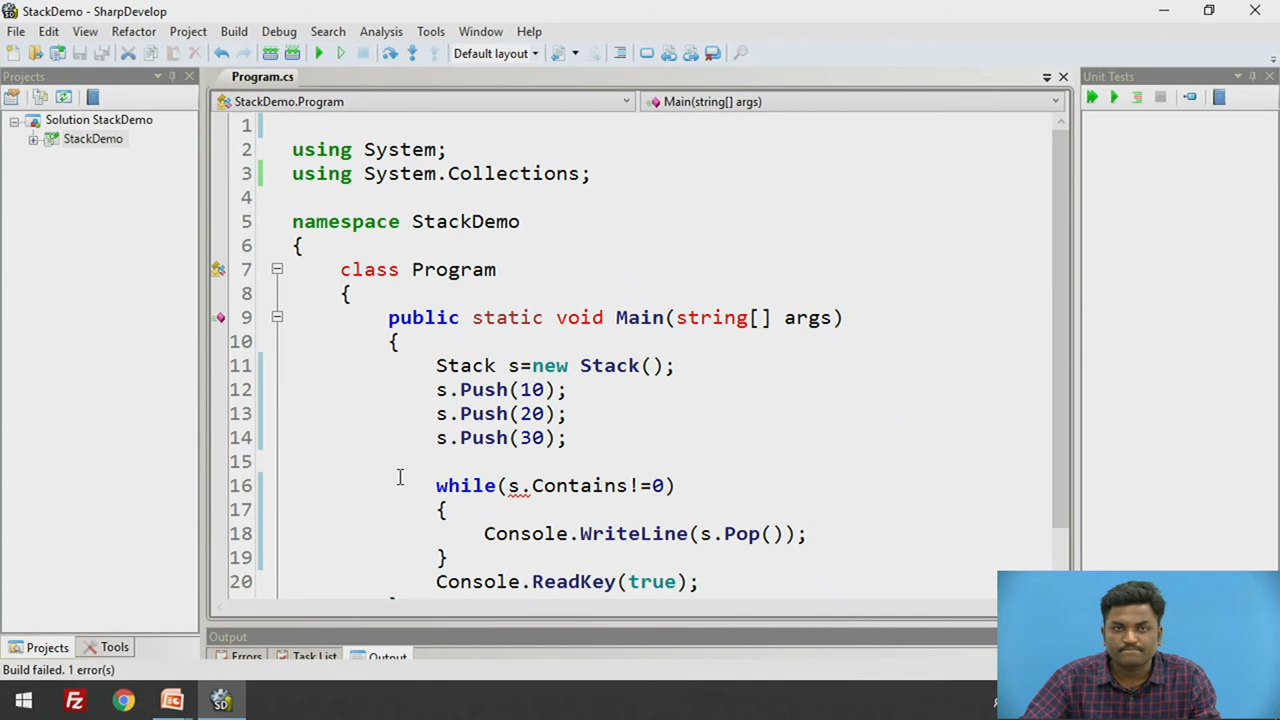 StackDemo - SharpDevelop
File Edit View Refactor Project Build Debug Search Analysis Tools Window Help
Default layout
Projects
Program.cs
Unit Tests
StackDemo.Program
Main(string[] args)
Solution StackDemo
StackDemo
1
2 using System;
3 using System.Collections;
4
5 namespace StackDemo
6 {
7 class Program
8 {
9 public static void Main(string[] args)
10 {
11 Stack s=new Stack();
12 s.Push(10);
13 s.Push(20);
14 s.Push(30);
15
16 while(s.Contains!=0)
17 {
18 Console.WriteLine(s.Pop());
19 }
20 Console.ReadKey(true);
Output
Projects Tools
Errors Task List Output
Build failed. 1 error(s)